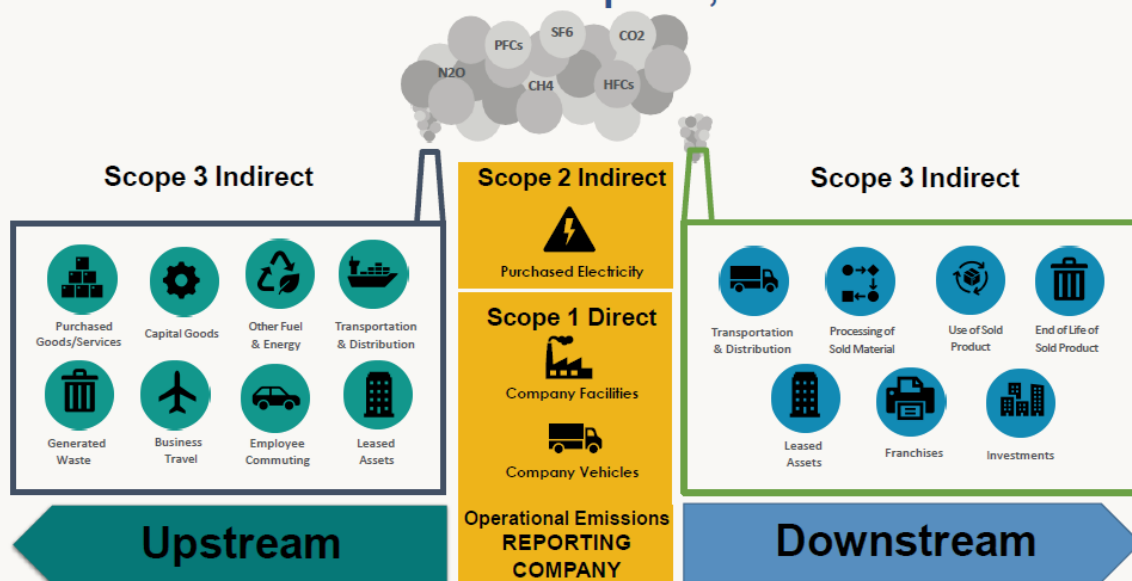 PFCs
SF6
CO2
N2O
CH4
HFCs
Scope 3 Indirect
Purchased
Goods/Services
Capital Goods
Other Fuel
& Energy
Transportation
& Distribution
Generated
Waste
Business
Travel
Employee
Commuting
Leased
Assets
Upstream
Scope 2 Indirect
Purchased Electricity
Scope 1 Direct
Company Facilities
Company Vehicles
Operational Emissions
REPORTING
COMPANY
Scope 3 Indirect
Transportation
& Distribution
Processing of
Sold Material
Use of Sold
Product
End of Life of
Sold Product
Leased
Assets
Franchises
Investments
Downstream